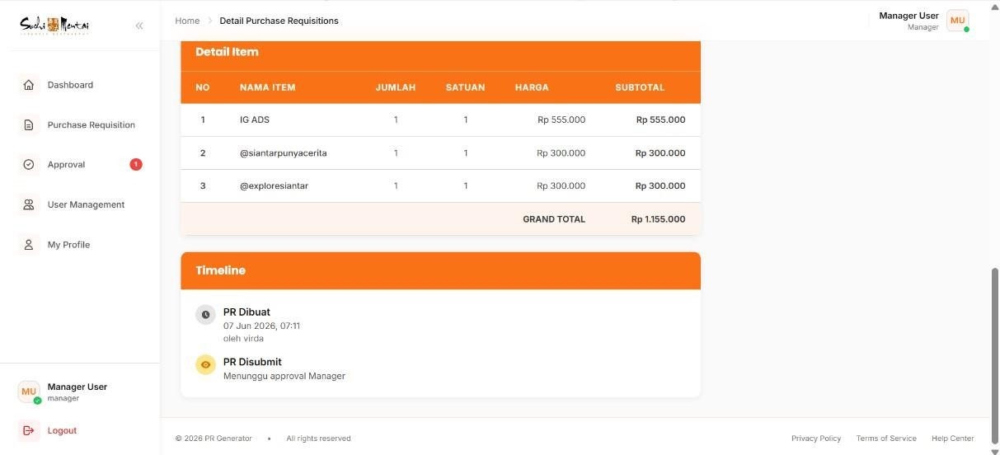 Sushi Mentai
Home
Detail Purchase Requisitions
Manager User
Manager
MU
Dashboard
Purchase Requisition
Approval
1
User Management
My Profile
Detail Item
NO NAMA ITEM JUMLAH SATUAN HARGA SUBTOTAL
1 IG ADS 1 1 Rp 555.000 Rp 555.000
2 @siantarpunyacerita 1 1 Rp 300.000 Rp 300.000
3 @exploresiantar 1 1 Rp 300.000 Rp 300.000
GRAND TOTAL Rp 1.155.000
Timeline
PR Dibuat
07 Jun 2026, 07:11
oleh virda
PR Disubmit
Menunggu approval Manager
MU
Manager User
manager
Logout
© 2026 PR Generator • All rights reserved
Privacy Policy Terms of Service Help Center